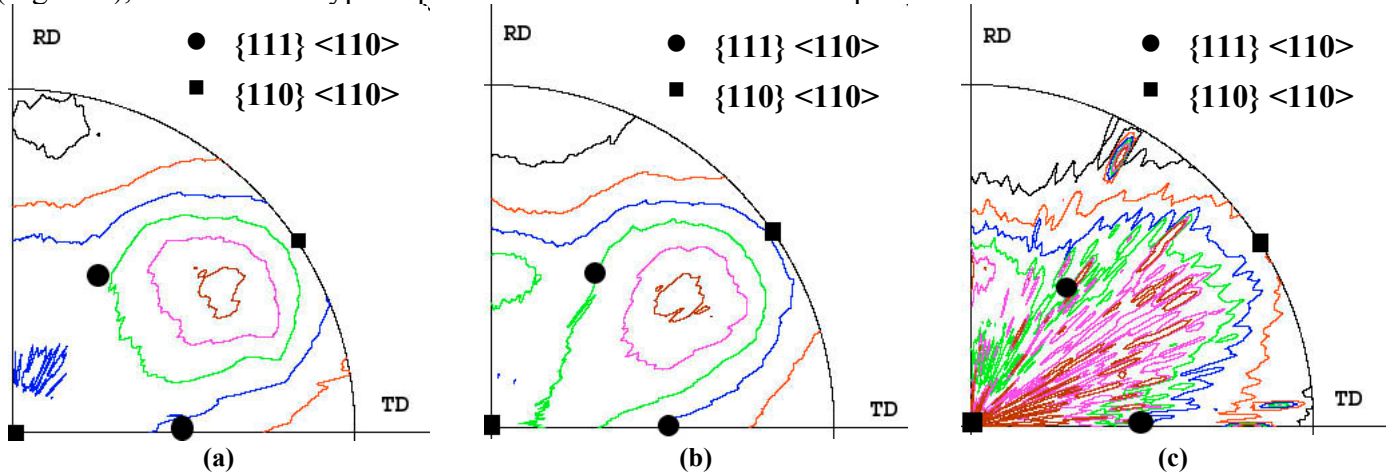 RD
{111} <110>
{110} <110>
TD
(a)
RD
{111} <110>
{110} <110>
TD
(b)
RD
{111} <110>
{110} <110>
TD
(c)